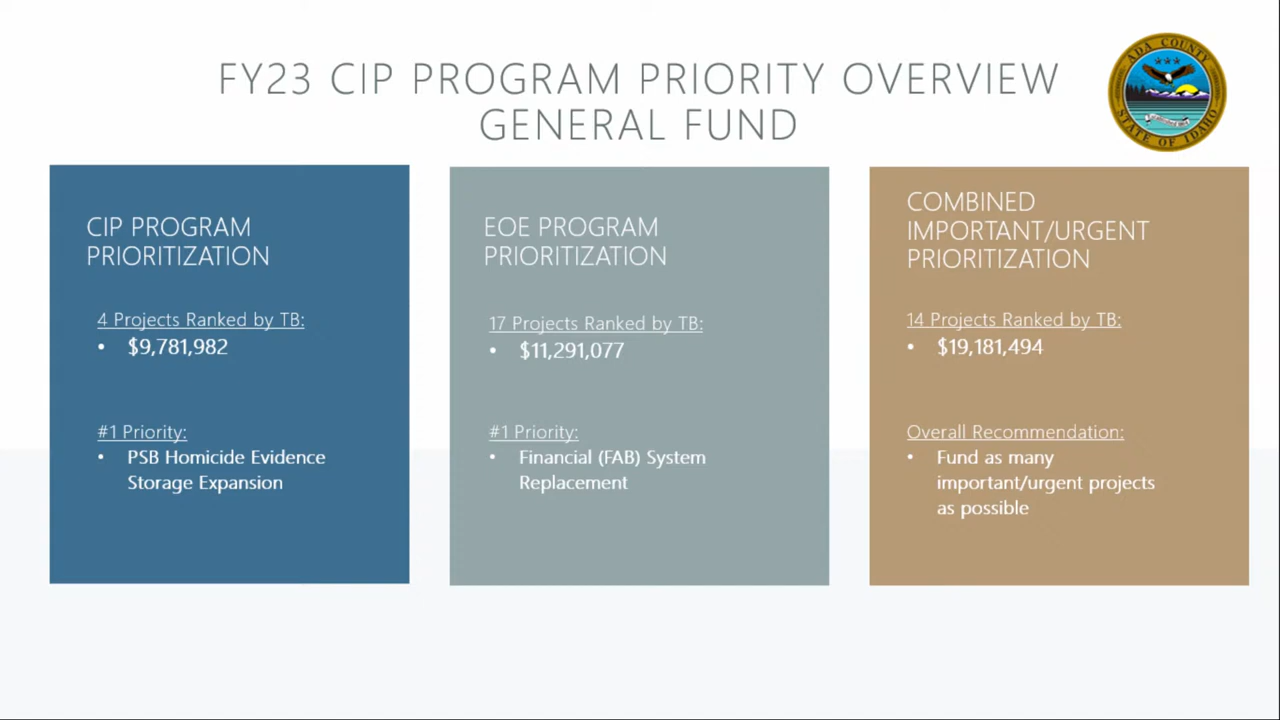 FY23 CIP PROGRAM PRIORITY OVERVIEW
GENERAL FUND
ADA COUNTY
STATE OF IDAHO
CIP PROGRAM
PRIORITIZATION
4 Projects Ranked by TB:
• $9,781,982
#1 Priority:
• PSB Homicide Evidence
Storage Expansion
EOE PROGRAM
PRIORITIZATION
17 Projects Ranked by TB:
• $11,291,077
#1 Priority:
• Financial (FAB) System
Replacement
COMBINED
IMPORTANT/URGENT
PRIORITIZATION
14 Projects Ranked by TB:
• $19,181,494
Overall Recommendation:
• Fund as many
important/urgent projects
as possible